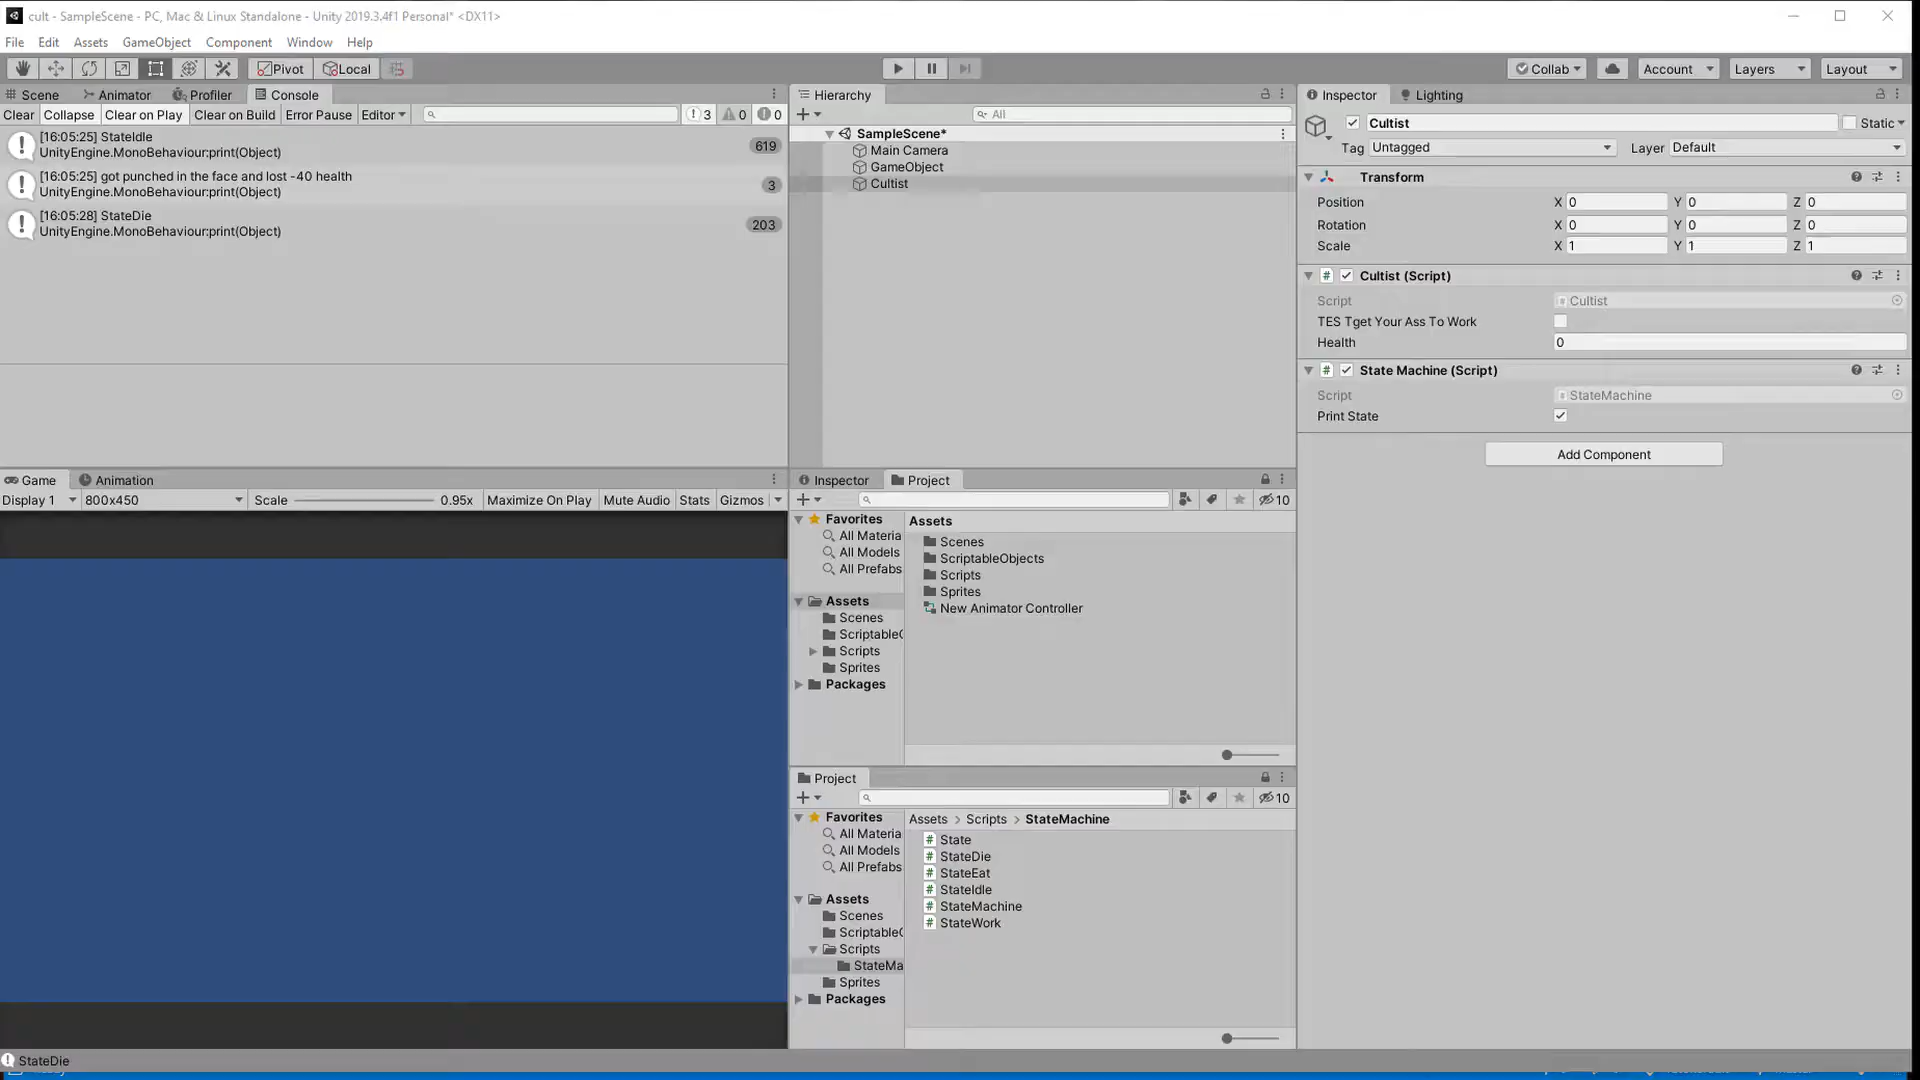 cult - SampleScene - PC, Mac & Linux Standalone - Unity 2019.3.4f1 Personal* <DX11>
File Edit Assets GameObject Component Window Help
Pivot Local Collab Account Layers Layout
Scene Animator Profiler Console
Clear Collapse Clear on Play Clear on Build Error Pause Editor 3 0 0
[16:05:25] StateIdle
UnityEngine.MonoBehaviour:print(Object)
619
[16:05:25] got punched in the face and lost -40 health
UnityEngine.MonoBehaviour:print(Object)
3
[16:05:28] StateDie
UnityEngine.MonoBehaviour:print(Object)
203
Game Animation
Display 1 800x450 Scale 0.95x Maximize On Play Mute Audio Stats Gizmos
Hierarchy
All
SampleScene*
Main Camera
GameObject
Cultist
Inspector Project
10
Favorites
All Materia
All Models
All Prefabs
Assets
Scenes
Scriptable
Scripts
Sprites
Packages
Assets
Scenes
ScriptableObjects
Scripts
Sprites
New Animator Controller
Project
10
Favorites
All Materia
All Models
All Prefabs
Assets
Scenes
Scriptable
Scripts
StateMa
Sprites
Packages
Assets > Scripts > StateMachine
State
StateDie
StateEat
StateIdle
StateMachine
StateWork
Inspector Lighting
Cultist Static
Tag Untagged Layer Default
Transform
Position X 0 Y 0 Z 0
Rotation X 0 Y 0 Z 0
Scale X 1 Y 1 Z 1
# Cultist (Script)
Script Cultist
TES Tget Your Ass To Work
Health 0
# State Machine (Script)
Script StateMachine
Print State
Add Component
StateDie